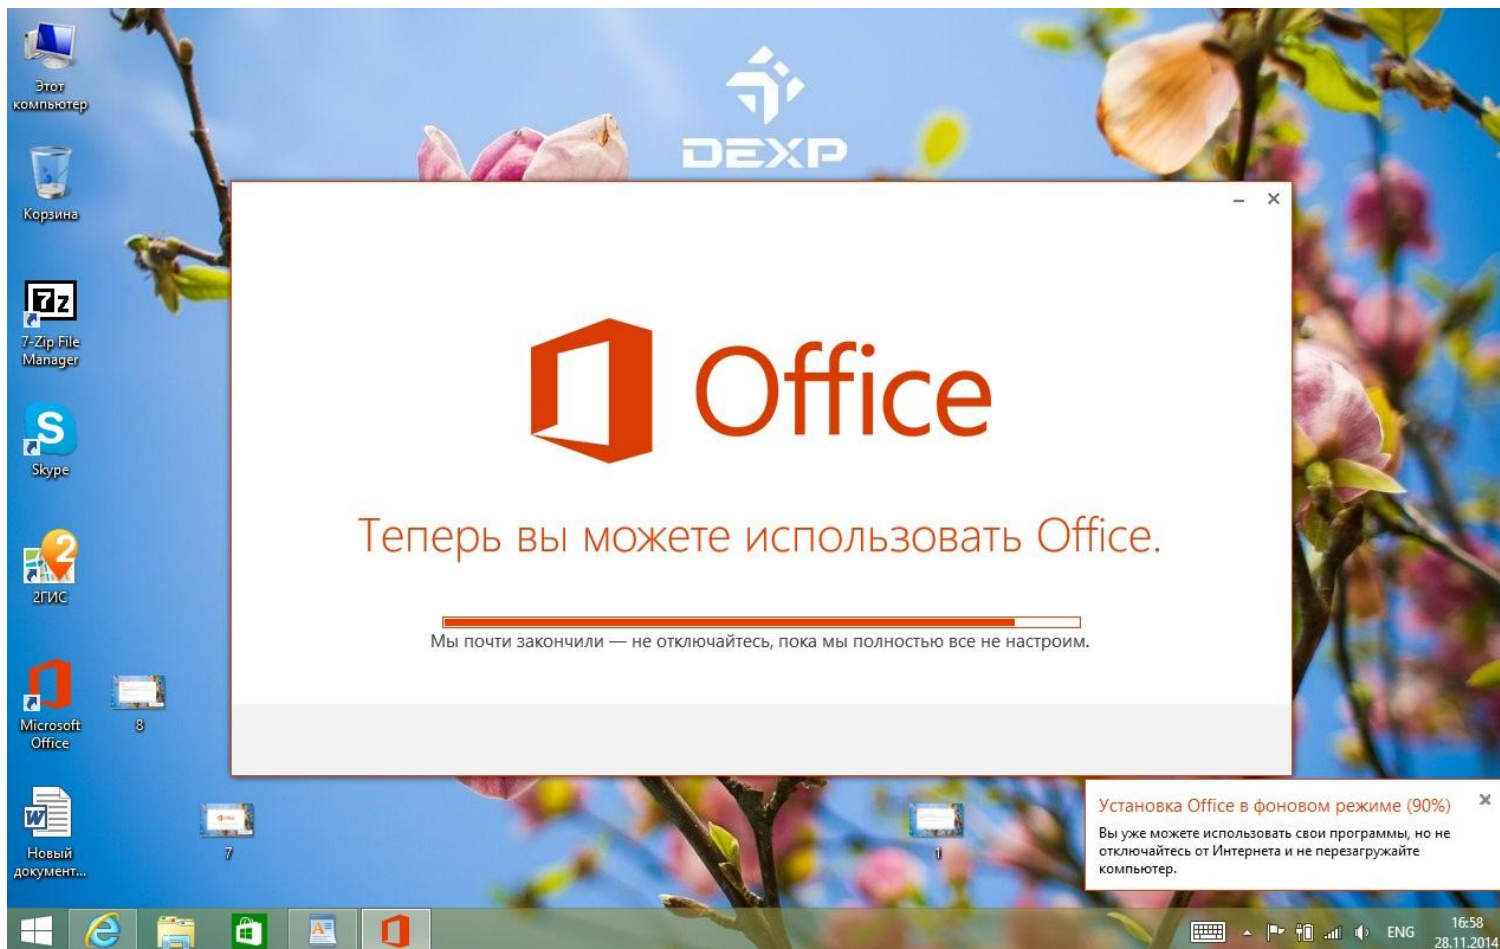 Этот
компьютер
Корзина
7z
7-Zip File
Manager
S
Skype
2
2ГИС
Microsoft
Office
8
W
Новый
документ...
7
1
DEXP
Office
Теперь вы можете использовать Office.
Мы почти закончили — не отключайтесь, пока мы полностью все не настроим.
Установка Office в фоновом режиме (90%)
Вы уже можете использовать свои программы, но не
отключайтесь от Интернета и не перезагружайте
компьютер.
ENG
16:58
28.11.2014